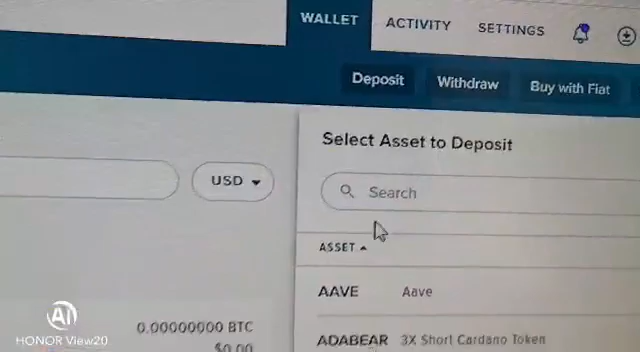 WALLET ACTIVITY SETTINGS
Deposit Withdraw Buy with Fiat
Select Asset to Deposit
USD
Search
ASSET
AAVE Aave
0.00000000 BTC
ADABEAR 3X Short Cardano Token
$0.00
AI
HONOR View20